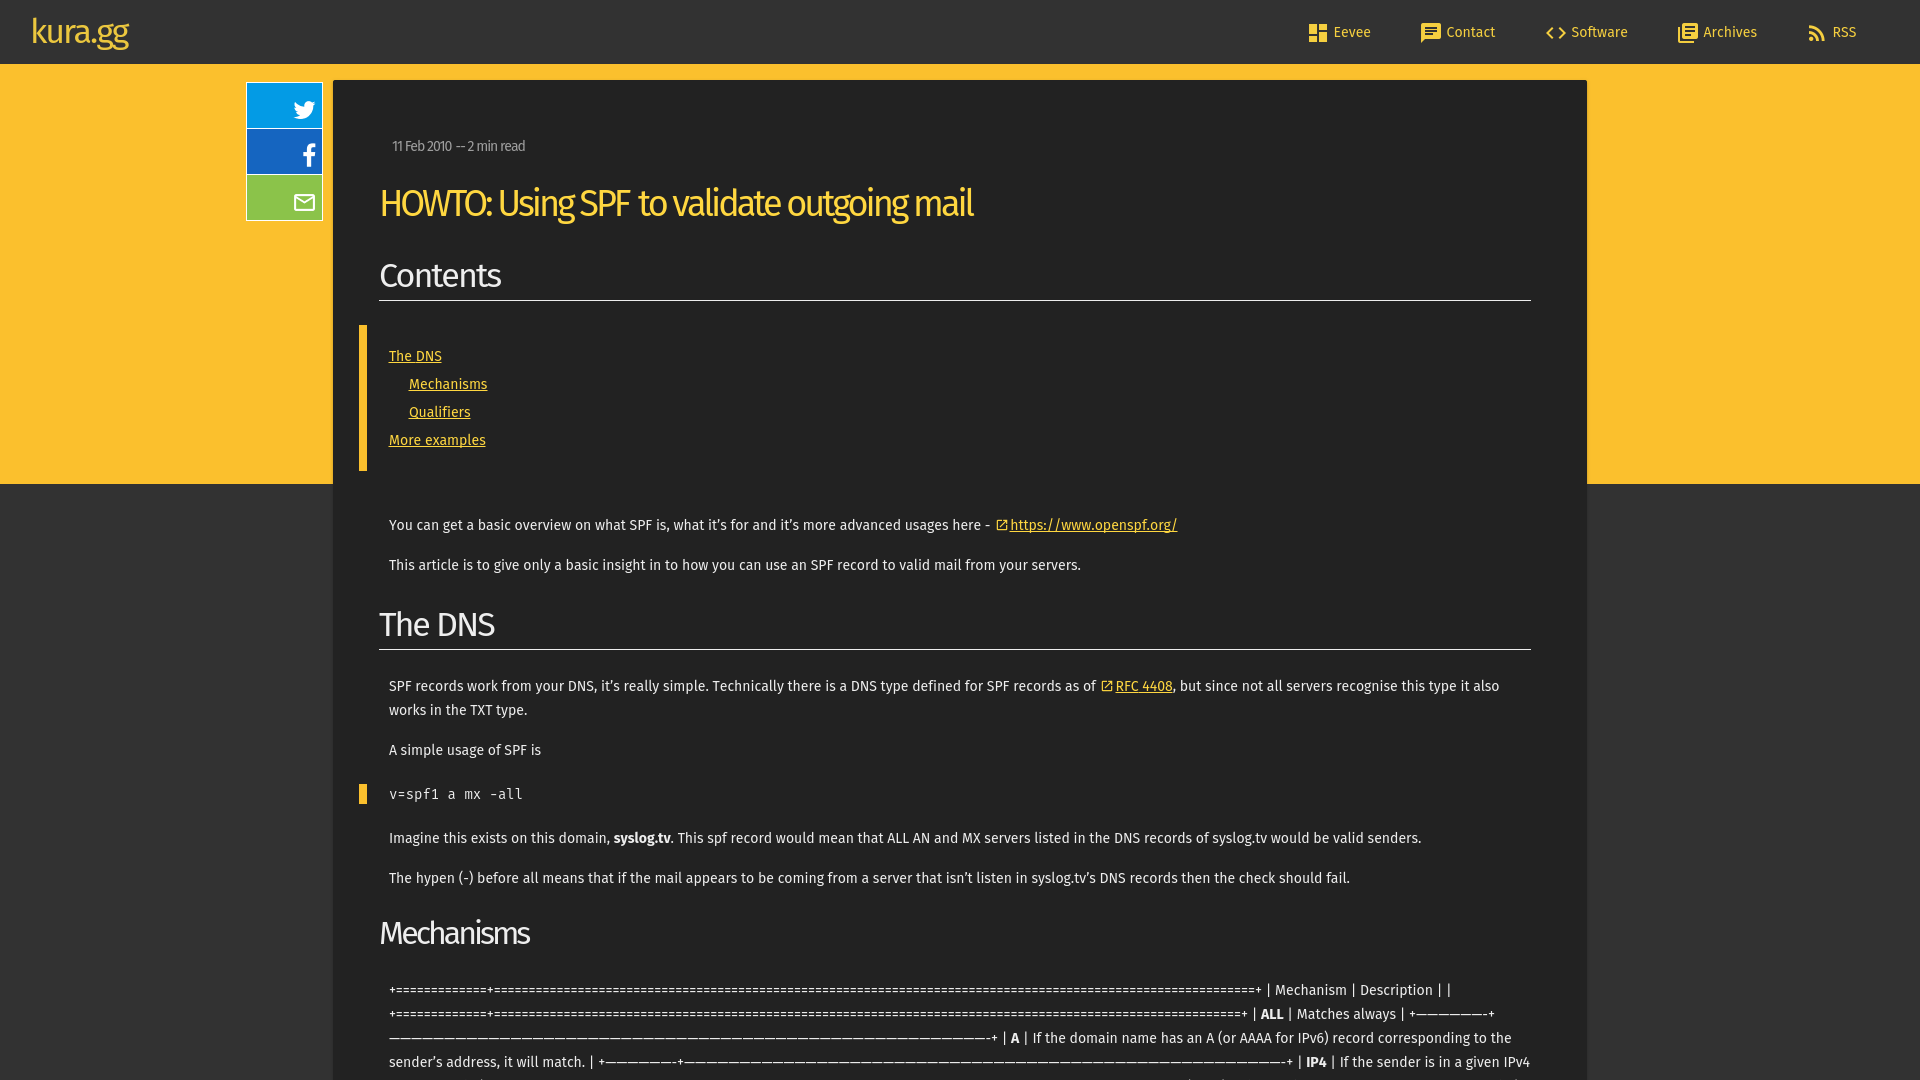 kura.gg
Eevee
Contact
Software
Archives
RSS
11 Feb 2010 -- 2 min read
HOWTO: Using SPF to validate outgoing mail
Contents
The DNS
Mechanisms
Qualifiers
More examples
You can get a basic overview on what SPF is, what it’s for and it’s more advanced usages here - https://www.openspf.org/
This article is to give only a basic insight in to how you can use an SPF record to valid mail from your servers.
The DNS
SPF records work from your DNS, it’s really simple. Technically there is a DNS type defined for SPF records as of RFC 4408, but since not all servers recognise this type it also
works in the TXT type.
A simple usage of SPF is
v=spf1 a mx -all
Imagine this exists on this domain, syslog.tv. This spf record would mean that ALL AN and MX servers listed in the DNS records of syslog.tv would be valid senders.
The hypen (-) before all means that if the mail appears to be coming from a server that isn’t listen in syslog.tv’s DNS records then the check should fail.
Mechanisms
+=============+===============================================================================================================+ | Mechanism | Description | |
+=============+=============================================================================================================+ | ALL | Matches always | +——————-+
——————————————————————————————————————————————————————-+ | A | If the domain name has an A (or AAAA for IPv6) record corresponding to the
sender’s address, it will match. | +——————-+——————————————————————————————————————————————————————-+ | IP4 | If the sender is in a given IPv4